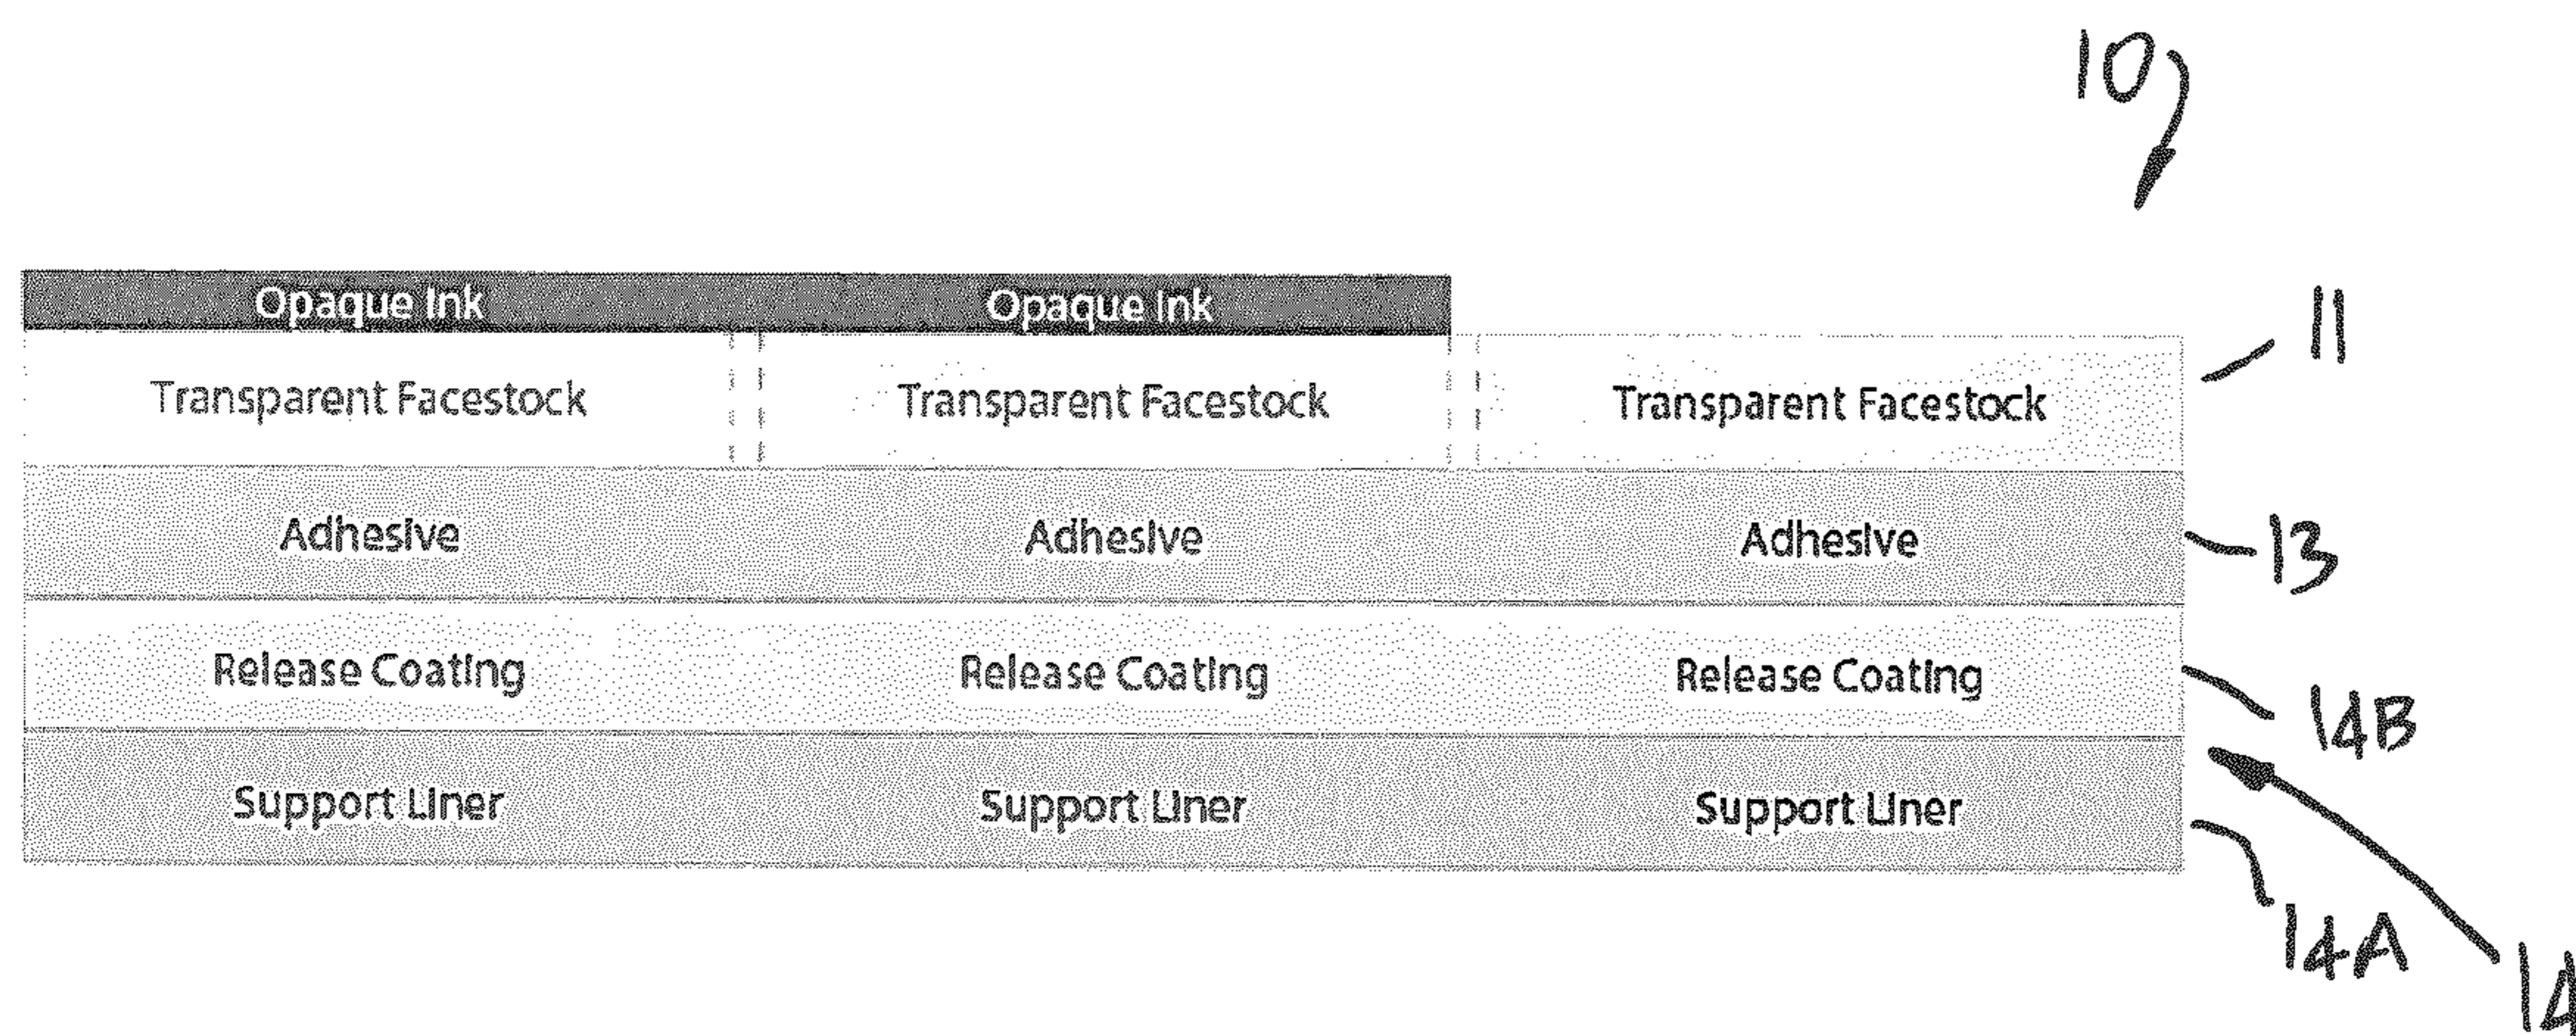 10
Opaque Ink Opaque Ink
Transparent Facestock Transparent Facestock Transparent Facestock 11
Adhesive Adhesive Adhesive 13
Release Coating Release Coating Release Coating 14B
Support Liner Support Liner Support Liner
14A
14